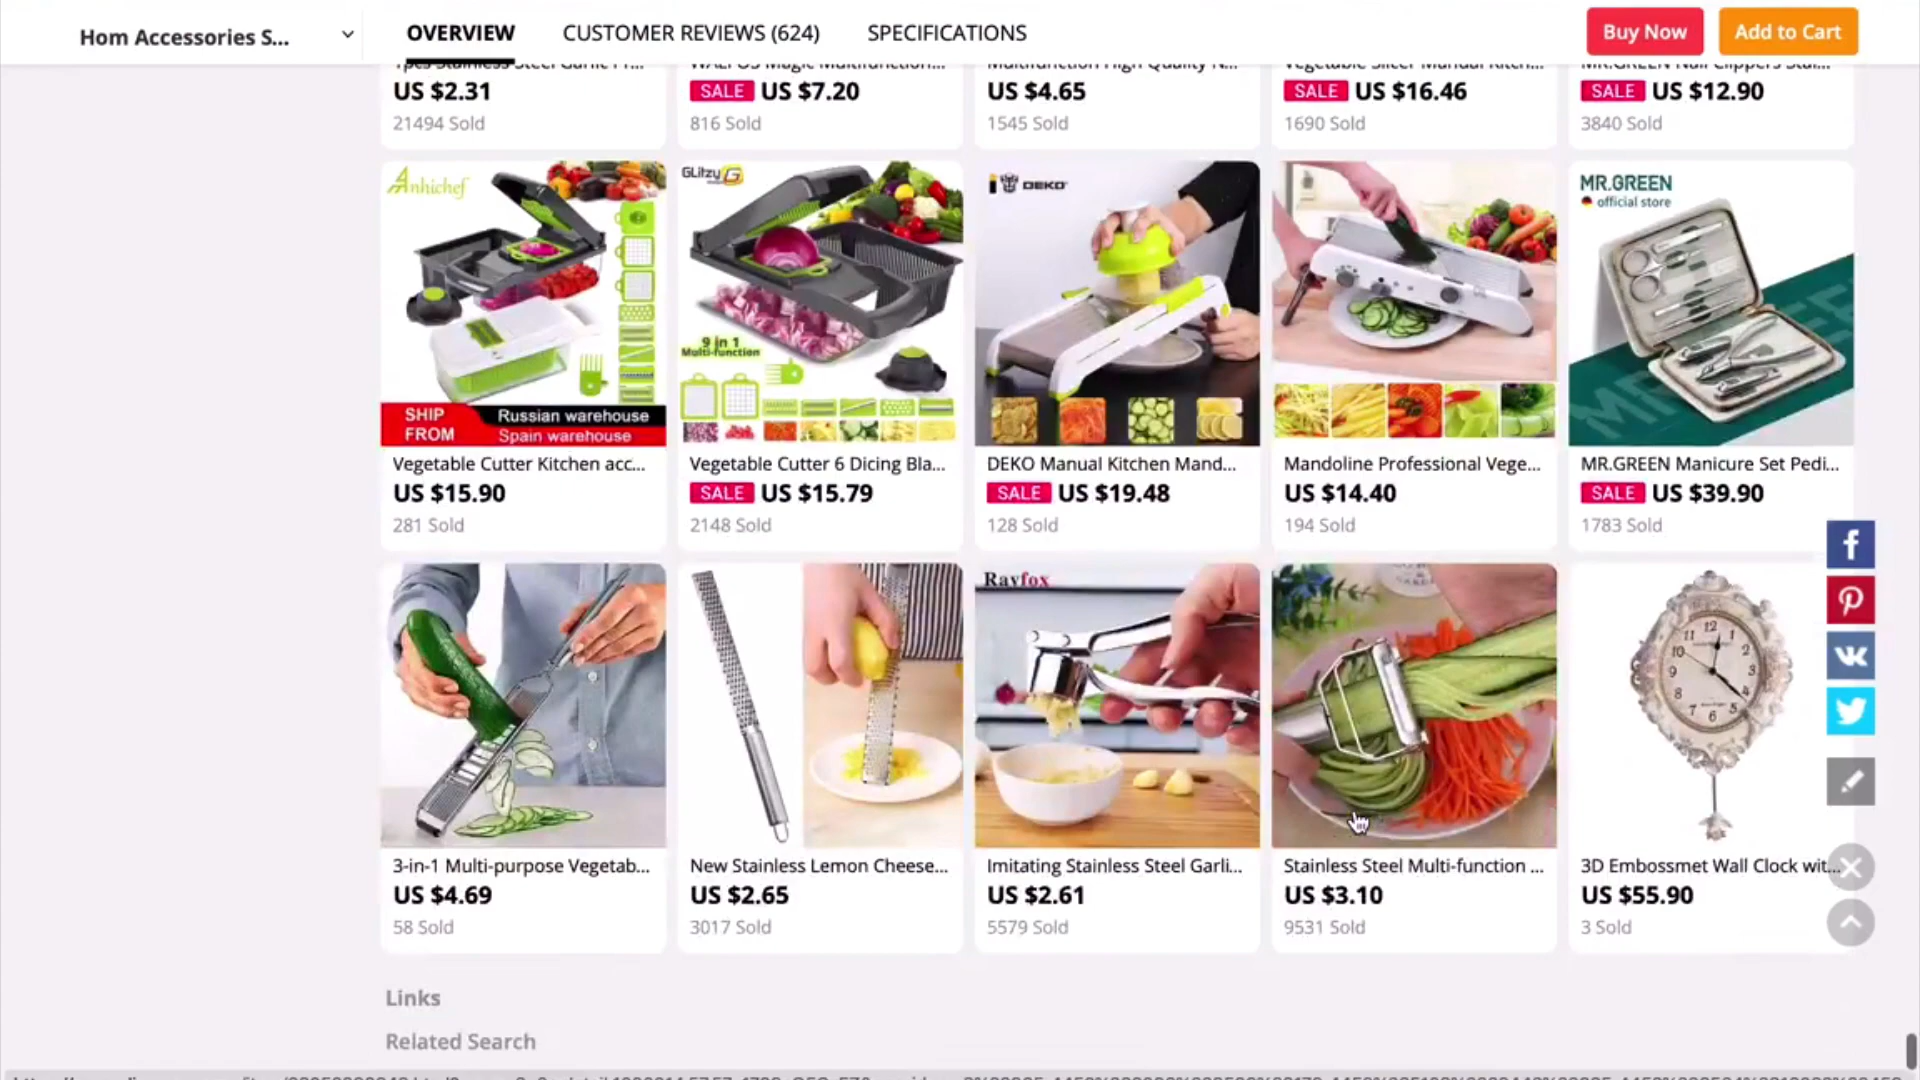 Hom Accessories S...
OVERVIEW
CUSTOMER REVIEWS (624)
SPECIFICATIONS
Buy Now
Add to Cart
US $2.31
21494 Sold
SALE US $7.20
816 Sold
US $4.65
1545 Sold
SALE US $16.46
1690 Sold
SALE US $12.90
3840 Sold
Anhichef
SHIP FROM
Russian warehouse
Spain warehouse
Vegetable Cutter Kitchen acc...
US $15.90
281 Sold
GLitzy G
9 in 1
Multi-function
Vegetable Cutter 6 Dicing Bla...
SALE US $15.79
2148 Sold
DEKO
DEKO Manual Kitchen Mand...
SALE US $19.48
128 Sold
Mandoline Professional Vege...
US $14.40
194 Sold
MR.GREEN
official store
MR.GREEN Manicure Set Pedi...
SALE US $39.90
1783 Sold
3-in-1 Multi-purpose Vegetab...
US $4.69
58 Sold
New Stainless Lemon Cheese...
US $2.65
3017 Sold
Rayfox
Imitating Stainless Steel Garli...
US $2.61
5579 Sold
Stainless Steel Multi-function ...
US $3.10
9531 Sold
3D Embossmet Wall Clock wit...
US $55.90
3 Sold
Links
Related Search